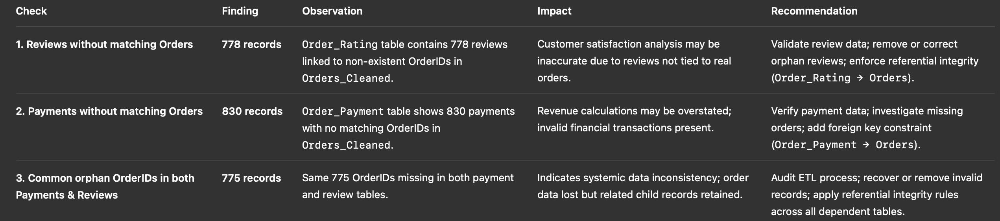 Check Finding Observation Impact Recommendation
1. Reviews without matching Orders 778 records Order_Rating table contains 778 reviews Customer satisfaction analysis may be Validate review data; remove or correct
linked to non-existent OrderIDs in inaccurate due to reviews not tied to real orphan reviews; enforce referential integrity
Orders_Cleaned. orders. (Order_Rating → Orders).
2. Payments without matching Orders 830 records Order_Payment table shows 830 payments Revenue calculations may be overstated; Verify payment data; investigate missing
with no matching OrderIDs in invalid financial transactions present. orders; add foreign key constraint
Orders_Cleaned. (Order_Payment → Orders).
3. Common orphan OrderIDs in both 775 records Same 775 OrderIDs missing in both payment Indicates systemic data inconsistency; order Audit ETL process; recover or remove invalid
Payments & Reviews and review tables. data lost but related child records retained. records; apply referential integrity rules
across all dependent tables.